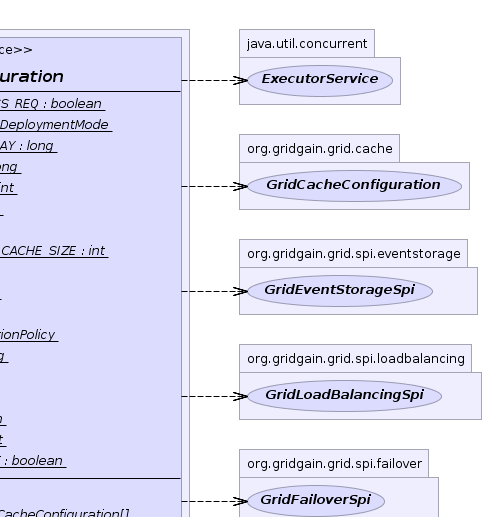 ce>>
uration
S_REQ : boolean
DeploymentMode
AY : long
ong
int
CACHE_SIZE : int
ionPolicy
g
n
t
: boolean
CacheConfiguration[]
java.util.concurrent
ExecutorService
org.gridgain.grid.cache
GridCacheConfiguration
org.gridgain.grid.spi.eventstorage
GridEventStorageSpi
org.gridgain.grid.spi.loadbalancing
GridLoadBalancingSpi
org.gridgain.grid.spi.failover
GridFailoverSpi